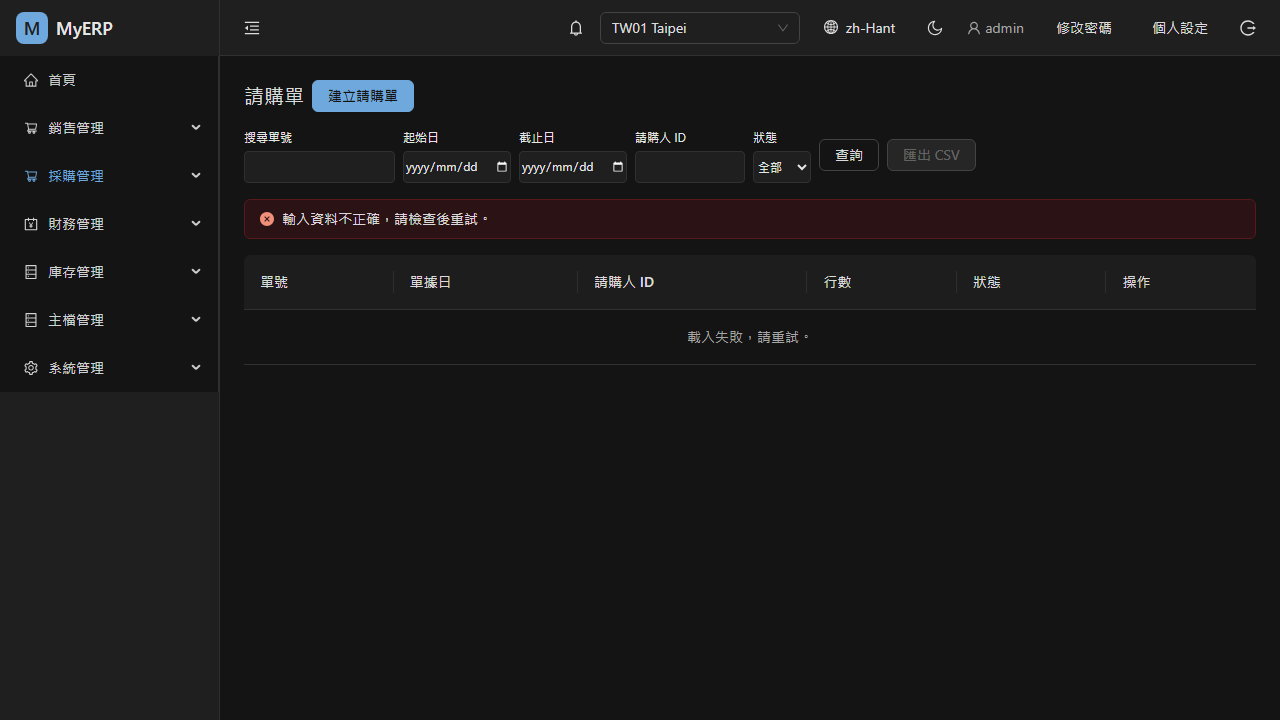 M MyERP
TW01 Taipei
zh-Hant
admin
修改密碼
個人設定
首頁
銷售管理
採購管理
財務管理
庫存管理
主檔管理
系統管理
請購單
建立請購單
搜尋單號
起始日
截止日
請購人 ID
狀態
yyyy/mm/dd
yyyy/mm/dd
全部
查詢
匯出 CSV
輸入資料不正確，請檢查後重試。
單號
單據日
請購人 ID
行數
狀態
操作
載入失敗，請重試。